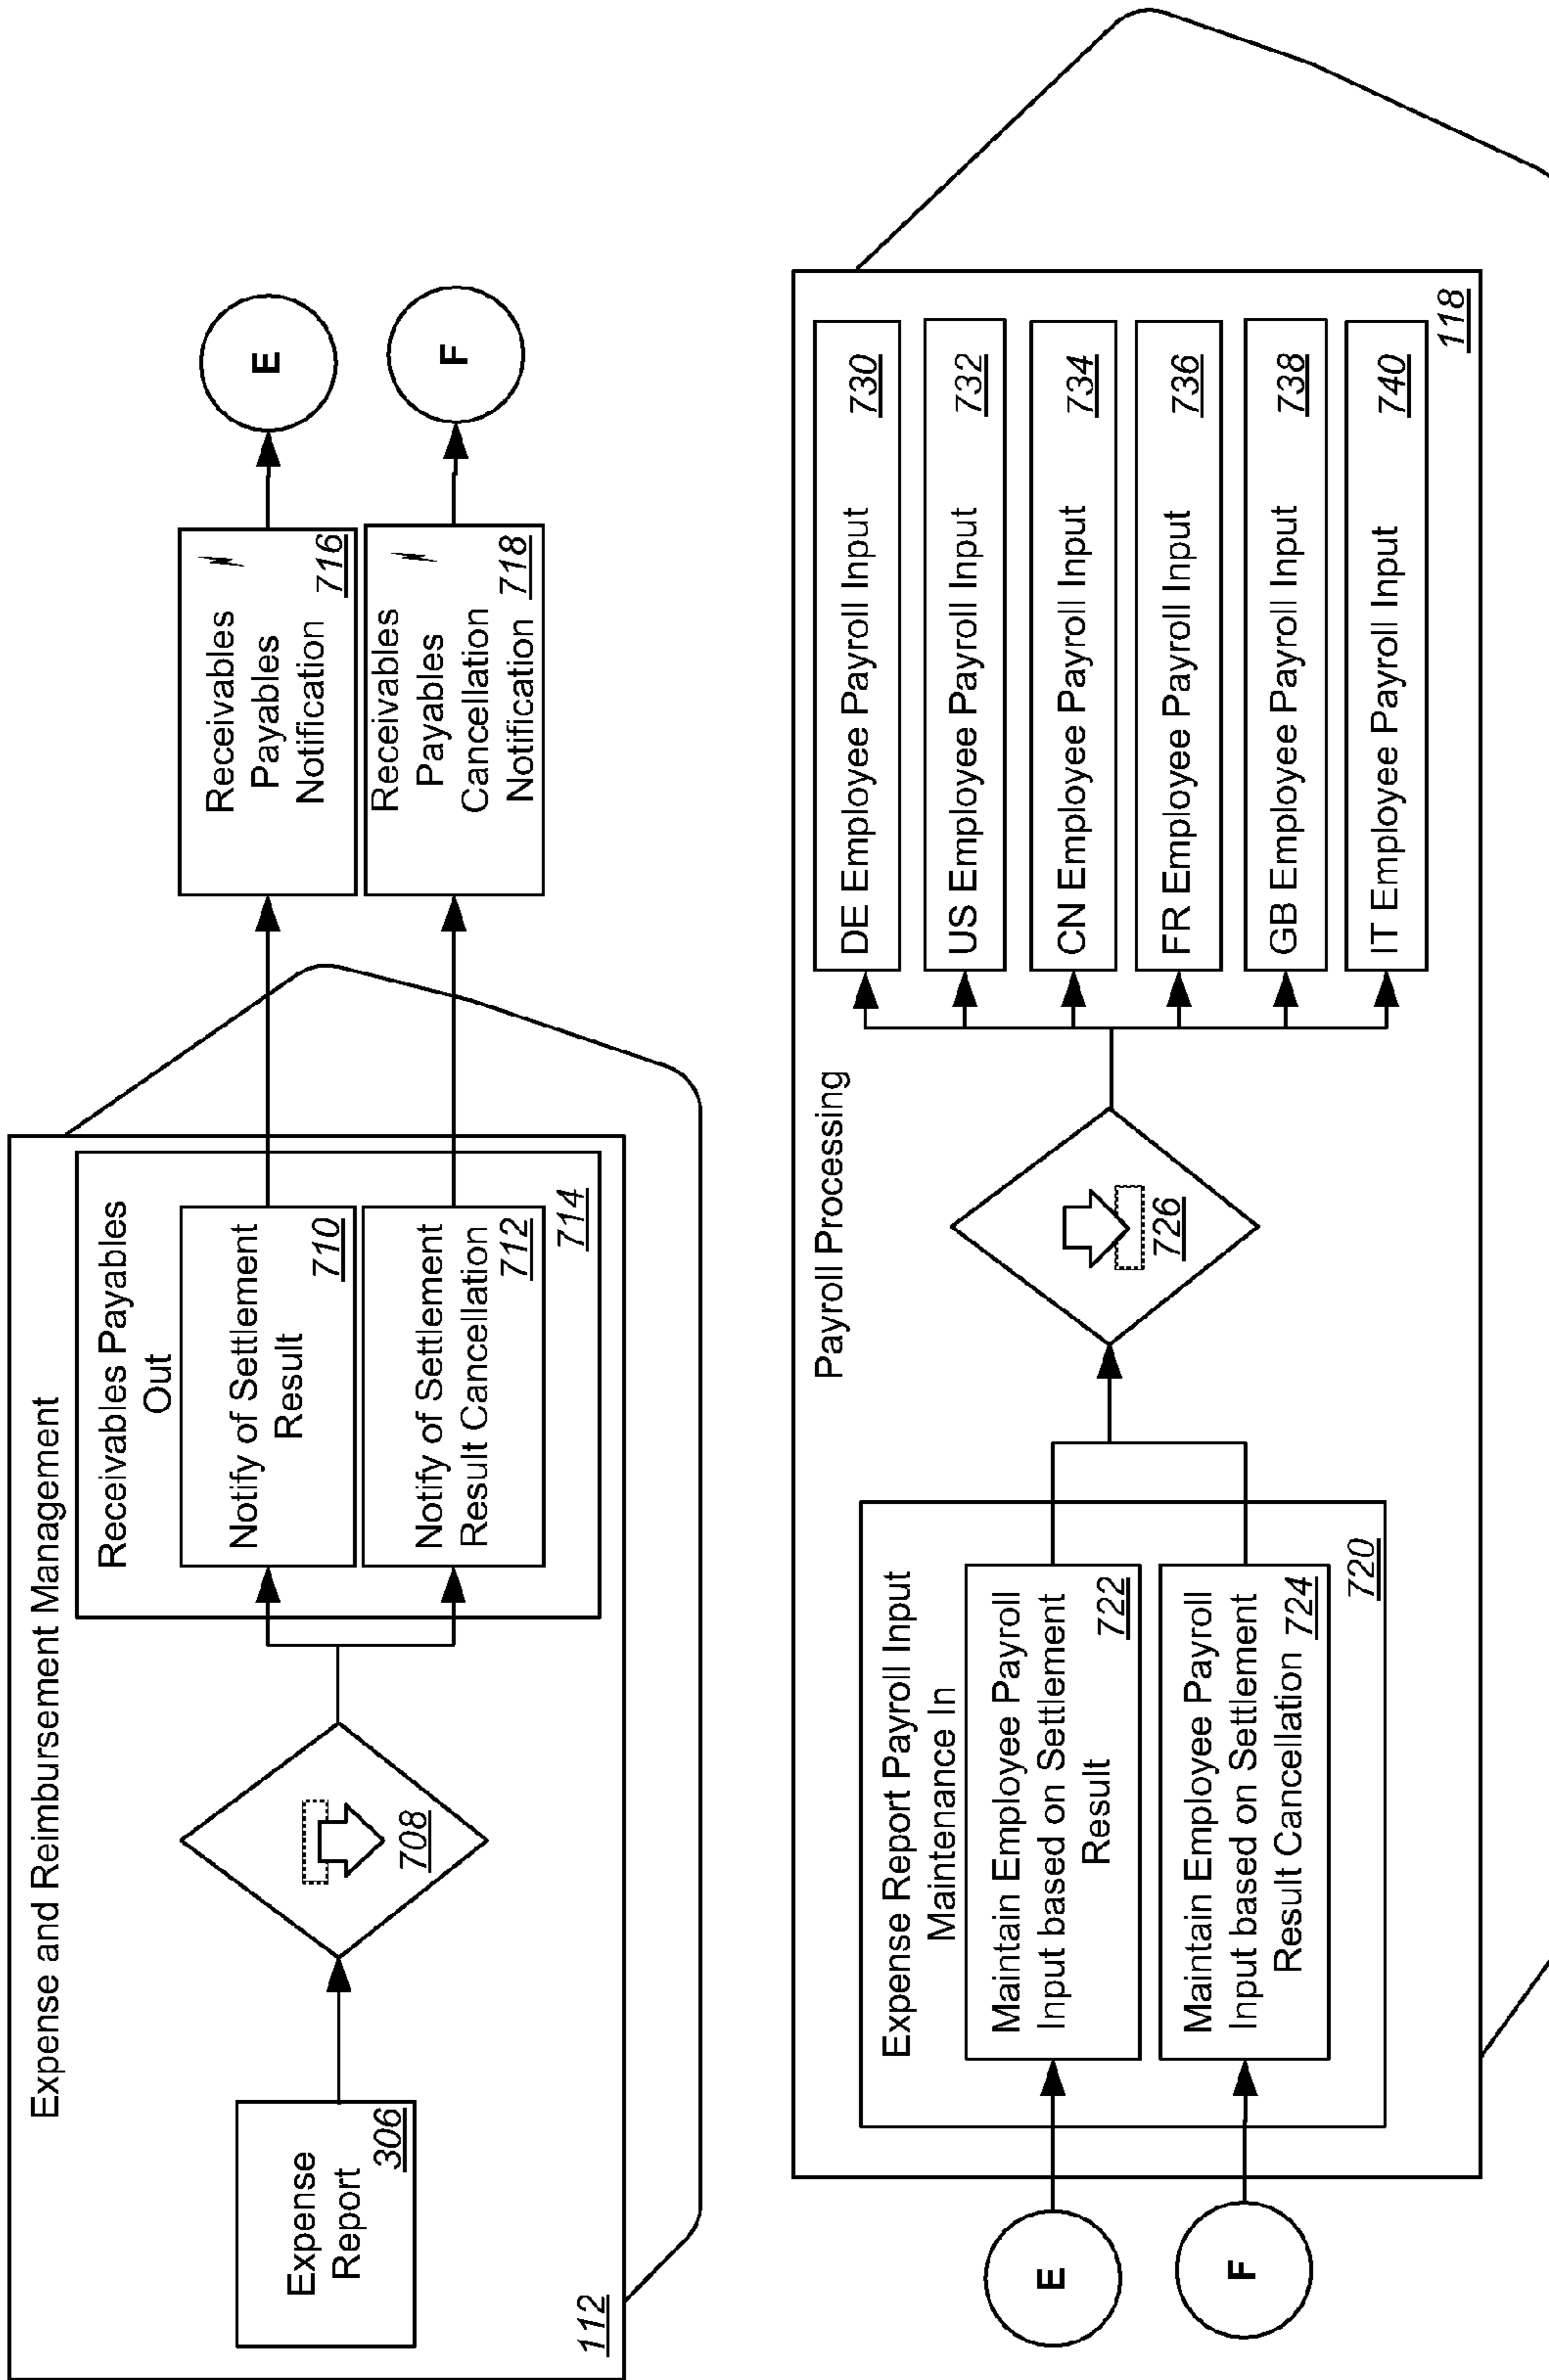 Expense and Reimbursement Management
Expense
Report
306
708
Receivables Payables
Out
Notify of Settlement
Result
710
Notify of Settlement
Result Cancellation
712
714
112
Receivables
Payables
Notification
716
Receivables
Payables
Cancellation
Notification
718
E
F
Payroll Processing
E
F
Expense Report Payroll Input
Maintenance In
Maintain Employee Payroll
Input based on Settlement
Result
722
Maintain Employee Payroll
Input based on Settlement
Result Cancellation 724
720
726
DE Employee Payroll Input 730
US Employee Payroll Input 732
CN Employee Payroll Input 734
FR Employee Payroll Input 736
GB Employee Payroll Input 738
IT Employee Payroll Input 740
118